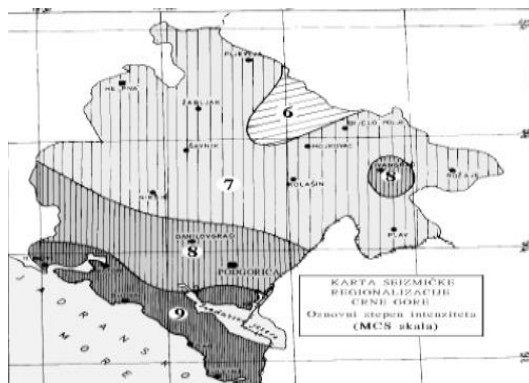 PLJEVLJA
ŽABLJAK
6
BIJELO POLJE
MOJKOVAC
ŠAVNIK
IVANGRAD
8
ROŽAJE
7
KOLAŠIN
NIKŠIĆ
PLAV
DANILOVGRAD
8
PODGORICA
KARTA SEIZMIČKE
REGIONALIZACIJE
CRNE GORE
Osnovni stepen intenziteta
(MCS skala)
9
JADRANSKO
MORE